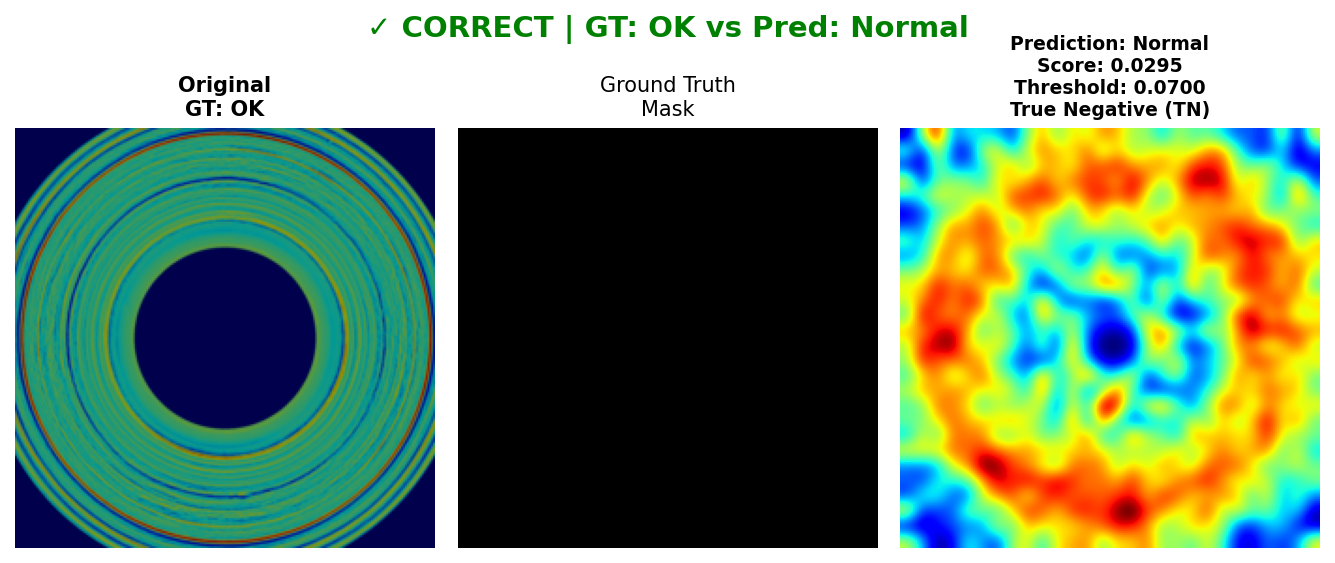 ✓ CORRECT | GT: OK vs Pred: Normal
Original
GT: OK
Ground Truth
Mask
Prediction: Normal
Score: 0.0295
Threshold: 0.0700
True Negative (TN)